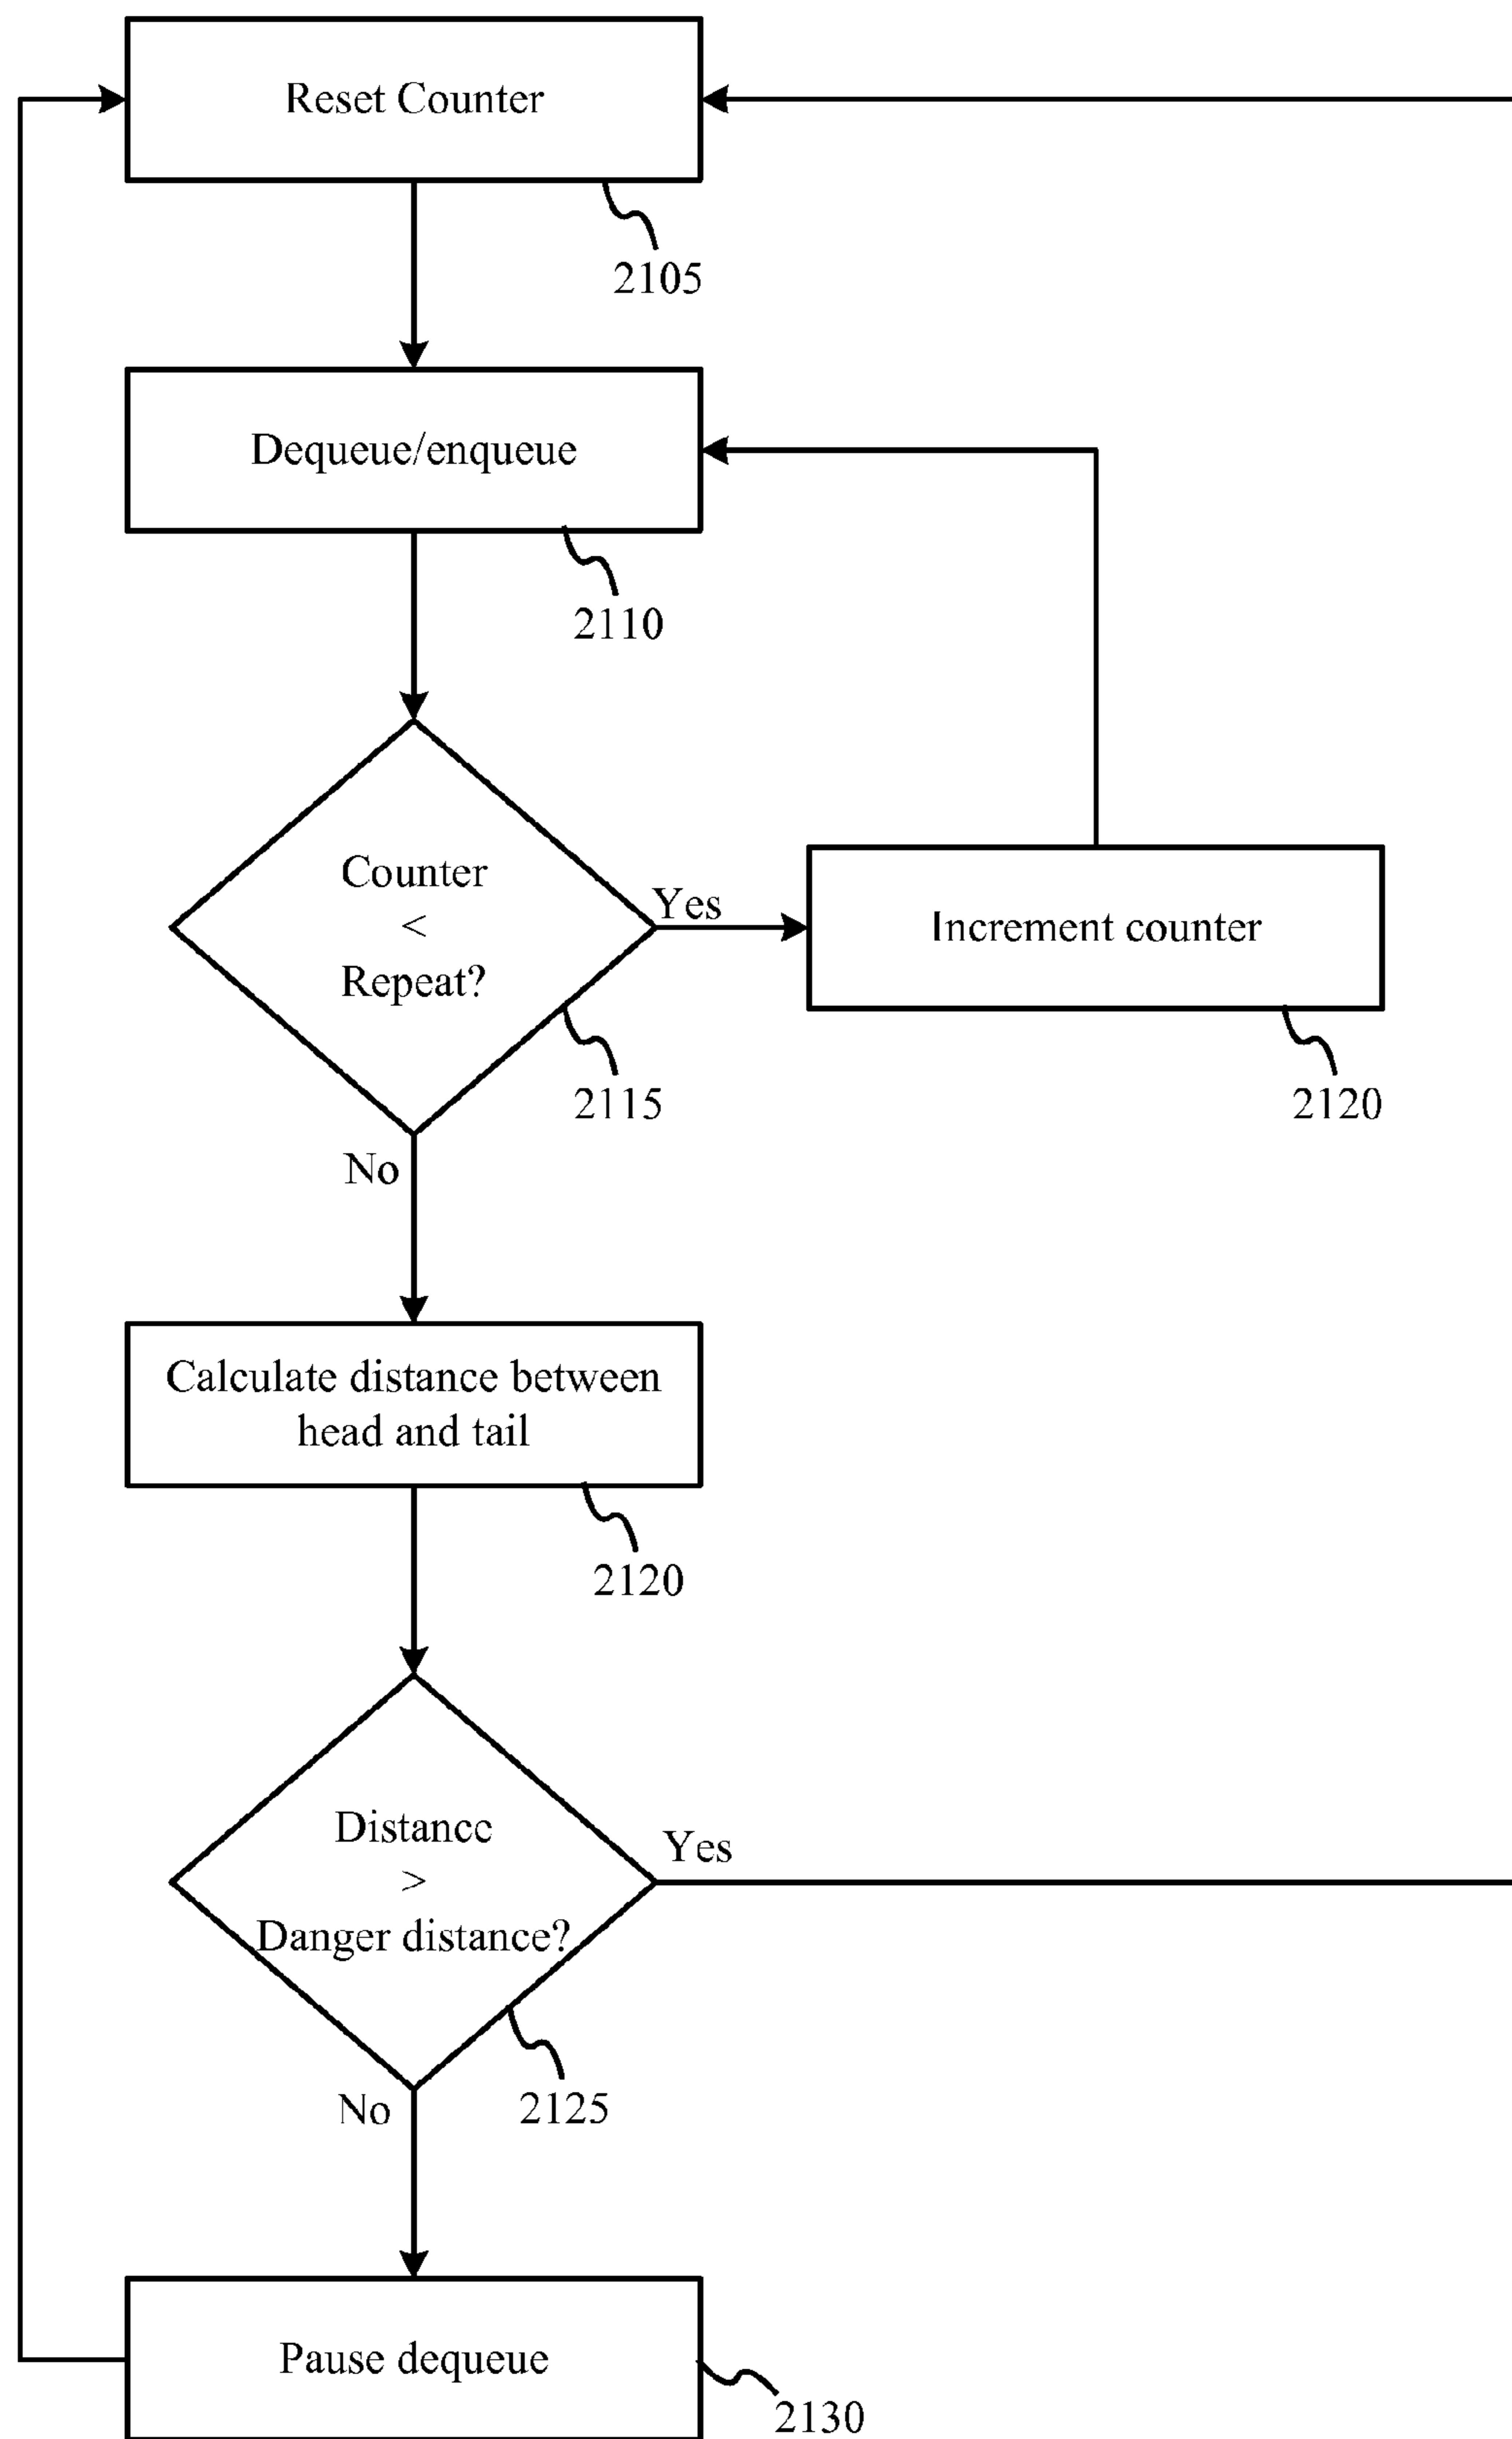 Reset Counter
2105
Dequeue/enqueue
2110
Counter
<
Repeat?
Yes
Increment counter
2115
2120
No
Calculate distance between
head and tail
2120
Distance
>
Danger distance?
Yes
2125
No
Pause dequeue
2130